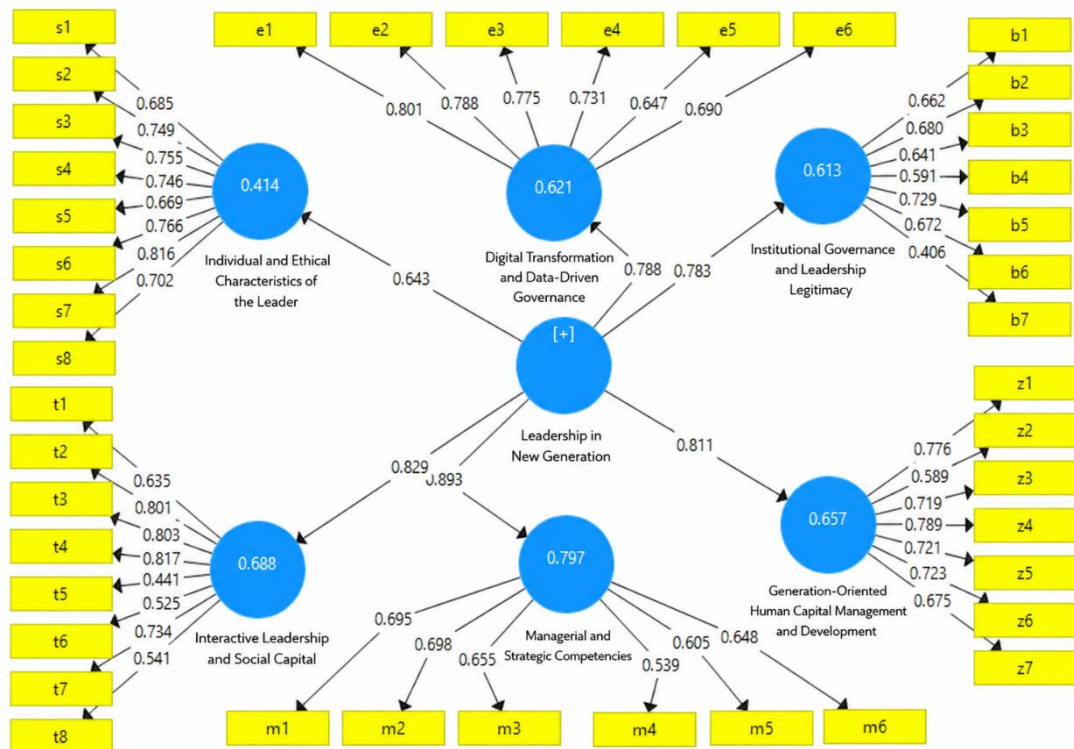 s1
s2
s3
s4
s5
s6
s7
s8
0.685
0.749
0.755
0.746
0.669
0.766
0.816
0.702
0.414
Individual and Ethical
Characteristics of
the Leader
0.643
e1
e2
e3
e4
e5
e6
0.801
0.788
0.775
0.731
0.647
0.690
0.621
Digital Transformation
and Data-Driven
Governance
0.788
b1
b2
b3
b4
b5
b6
b7
0.662
0.680
0.641
0.591
0.729
0.672
0.406
0.613
Institutional Governance
and Leadership
Legitimacy
0.783
[+]
Leadership in
New Generation
t1
t2
t3
t4
t5
t6
t7
t8
0.635
0.801
0.803
0.817
0.441
0.525
0.734
0.541
0.688
Interactive Leadership
and Social Capital
0.829
0.893
0.797
Managerial and
Strategic Competencies
0.695
0.698
0.655
0.539
0.605
0.648
m1
m2
m3
m4
m5
m6
0.811
0.657
Generation-Oriented
Human Capital Management
and Development
0.776
0.589
0.719
0.789
0.721
0.723
0.675
z1
z2
z3
z4
z5
z6
z7